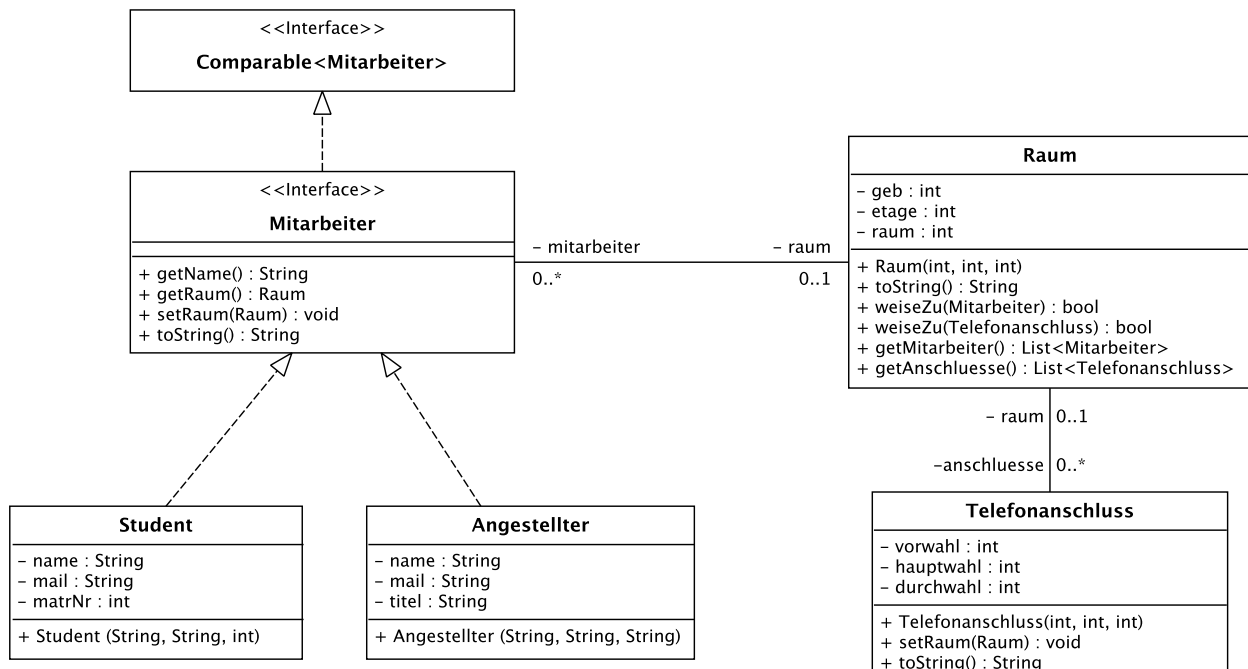 <<Interface>>
Comparable<Mitarbeiter>
<<Interface>>
Mitarbeiter
+ getName() : String
+ getRaum() : Raum
+ setRaum(Raum) : void
+ toString() : String
– mitarbeiter
0..*
– raum
0..1
Raum
– geb : int
– etage : int
– raum : int
+ Raum(int, int, int)
+ toString() : String
+ weiseZu(Mitarbeiter) : bool
+ weiseZu(Telefonanschluss) : bool
+ getMitarbeiter() : List<Mitarbeiter>
+ getAnschluesse() : List<Telefonanschluss>
– raum 0..1
–anschluesse 0..*
Student
– name : String
– mail : String
– matrNr : int
+ Student (String, String, int)
Angestellter
– name : String
– mail : String
– titel : String
+ Angestellter (String, String, String)
Telefonanschluss
– vorwahl : int
– hauptwahl : int
– durchwahl : int
+ Telefonanschluss(int, int, int)
+ setRaum(Raum) : void
+ toString() : String